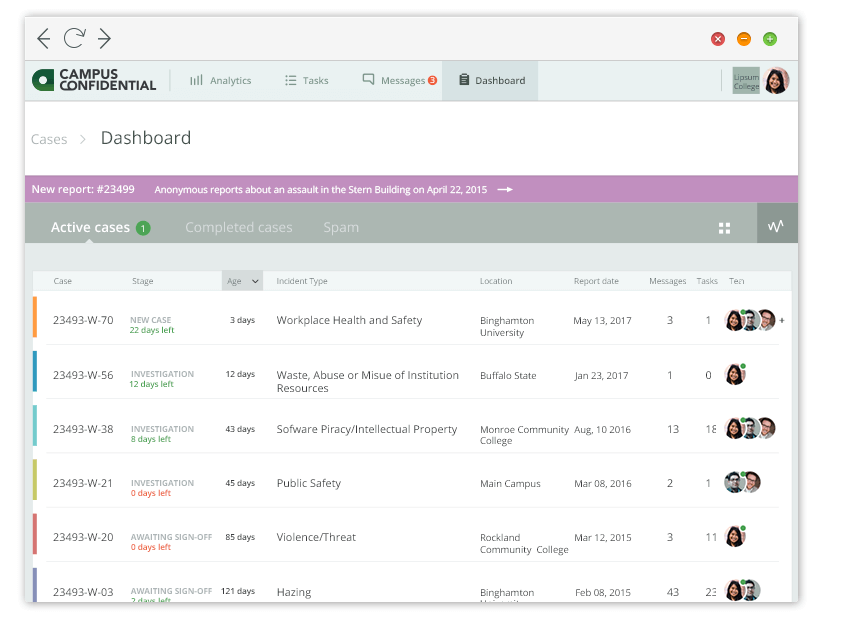 CAMPUS
CONFIDENTIAL
Analytics
Tasks
Messages 3
Dashboard
Lipsum
College
Cases > Dashboard
New report: #23499 Anonymous reports about an assault in the Stern Building on April 22, 2015
Active cases 1 Completed cases Spam
Case Stage Age Incident Type Location Report date Messages Tasks
23493-W-70 NEW CASE 3 days Workplace Health and Safety Binghamton May 13, 2017 3 1 +
22 days left University
23493-W-56 INVESTIGATION 12 days Waste, Abuse or Misue of Institution Buffalo State Jan 23, 2017 1 0
12 days left Resources
23493-W-38 INVESTIGATION 43 days Sofware Piracy/Intellectual Property Monroe Community Aug, 10 2016 13 18
8 days left College
23493-W-21 INVESTIGATION 45 days Public Safety Main Campus Mar 08, 2016 2 1
0 days left
23493-W-20 AWAITING SIGN-OFF 85 days Violence/Threat Rockland Mar 12, 2015 3 11
0 days left Community College
23493-W-03 AWAITING SIGN-OFF 121 days Hazing Binghamton Feb 08, 2015 43 23
2 days left